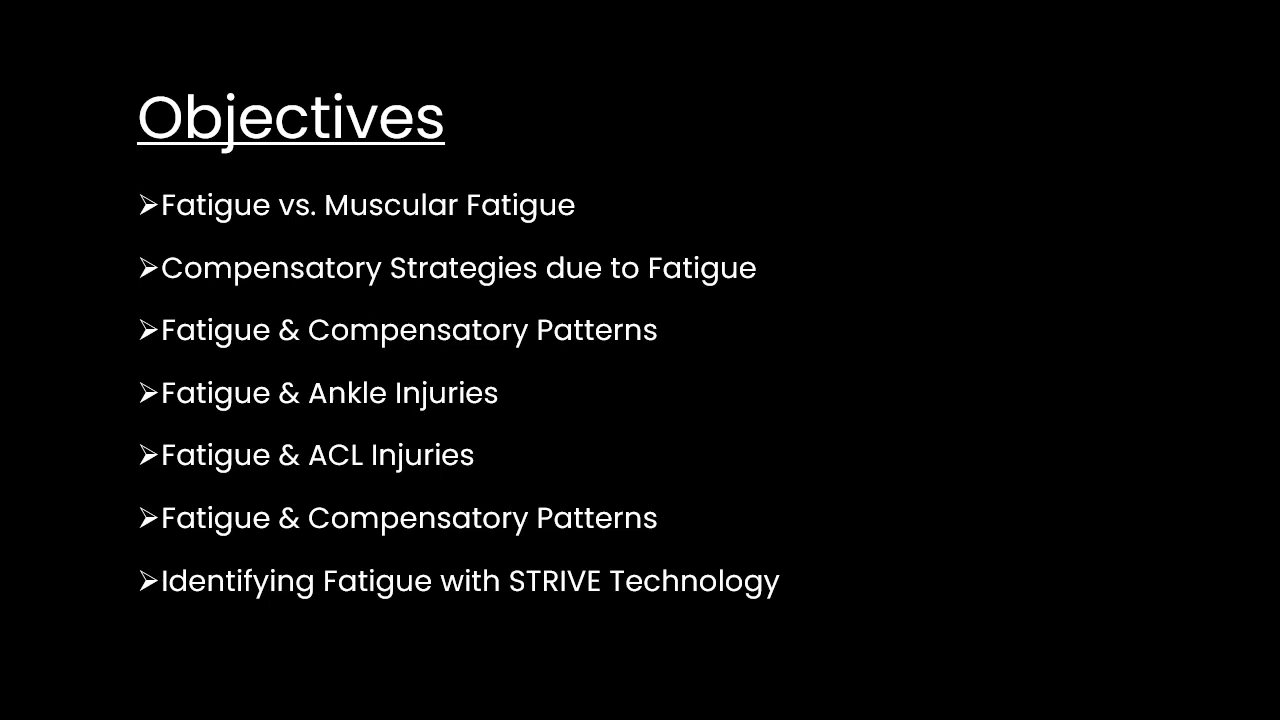 Objectives
➢Fatigue vs. Muscular Fatigue
➢Compensatory Strategies due to Fatigue
➢Fatigue & Compensatory Patterns
➢Fatigue & Ankle Injuries
➢Fatigue & ACL Injuries
➢Fatigue & Compensatory Patterns
➢Identifying Fatigue with STRIVE Technology